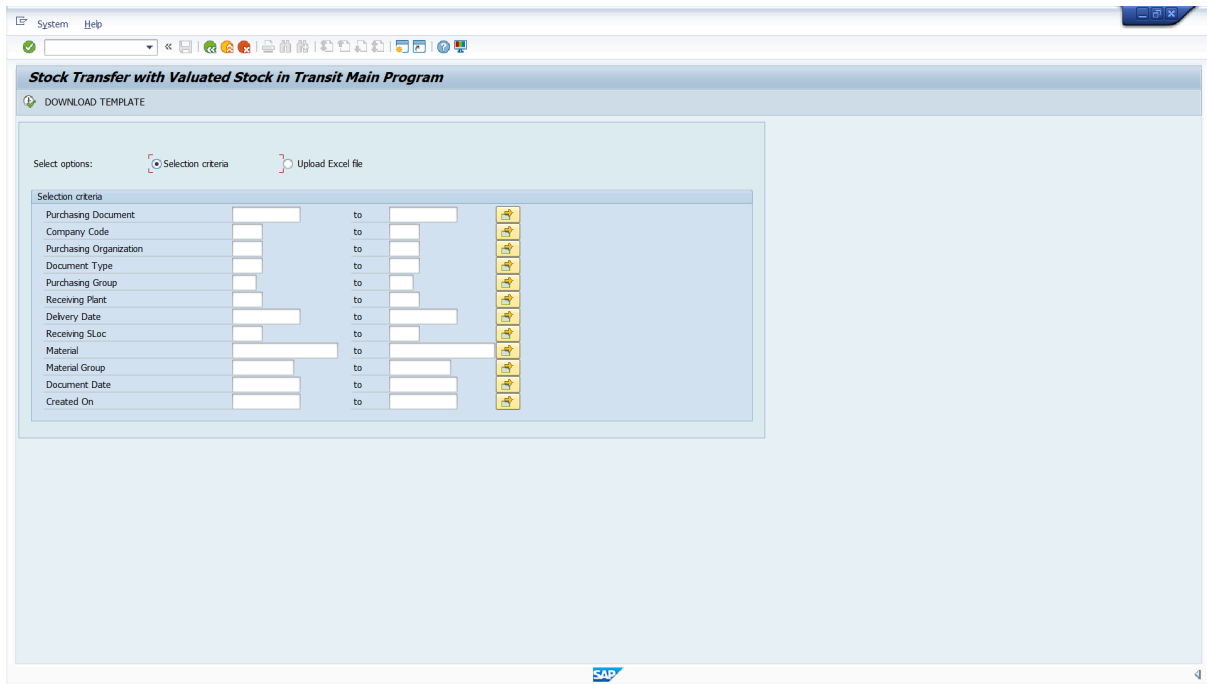 System Help
Stock Transfer with Valuated Stock in Transit Main Program
DOWNLOAD TEMPLATE
Select options: Selection criteria Upload Excel file
Selection criteria
Purchasing Document to
Company Code to
Purchasing Organization to
Document Type to
Purchasing Group to
Receiving Plant to
Delivery Date to
Receiving SLoc to
Material to
Material Group to
Document Date to
Created On to
SAP